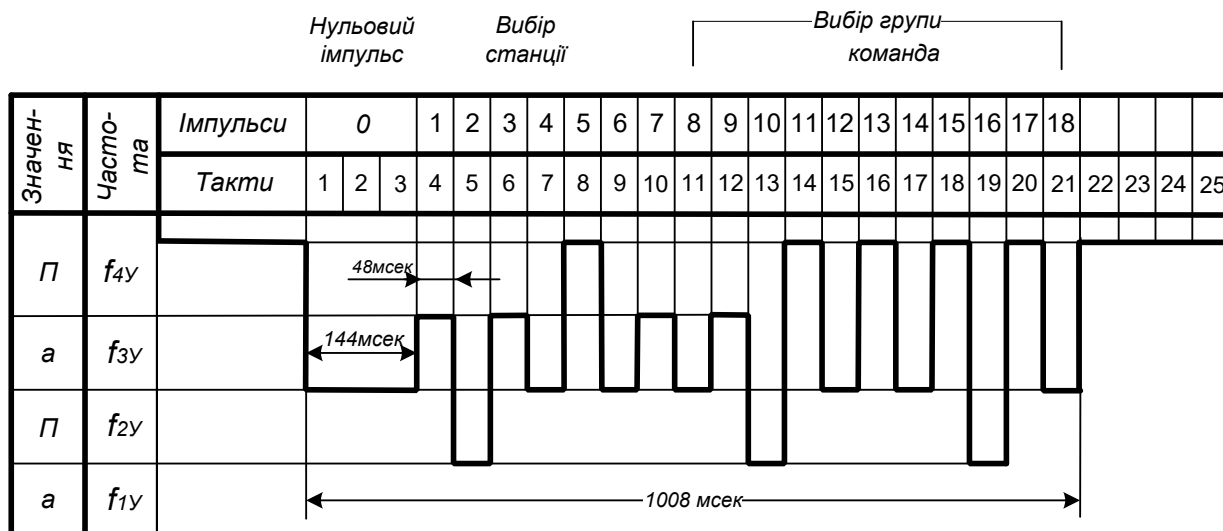 Нульовий імпульс
Вибір станції
Вибір групи команда
Значен-ня
Часто-та
Імпульси 0 1 2 3 4 5 6 7 8 9 10 11 12 13 14 15 16 17 18
Такти 1 2 3 4 5 6 7 8 9 10 11 12 13 14 15 16 17 18 19 20 21 22 23 24 25
П f4У
48мсек
а f3У
144мсек
П f2У
а f1У
1008 мсек